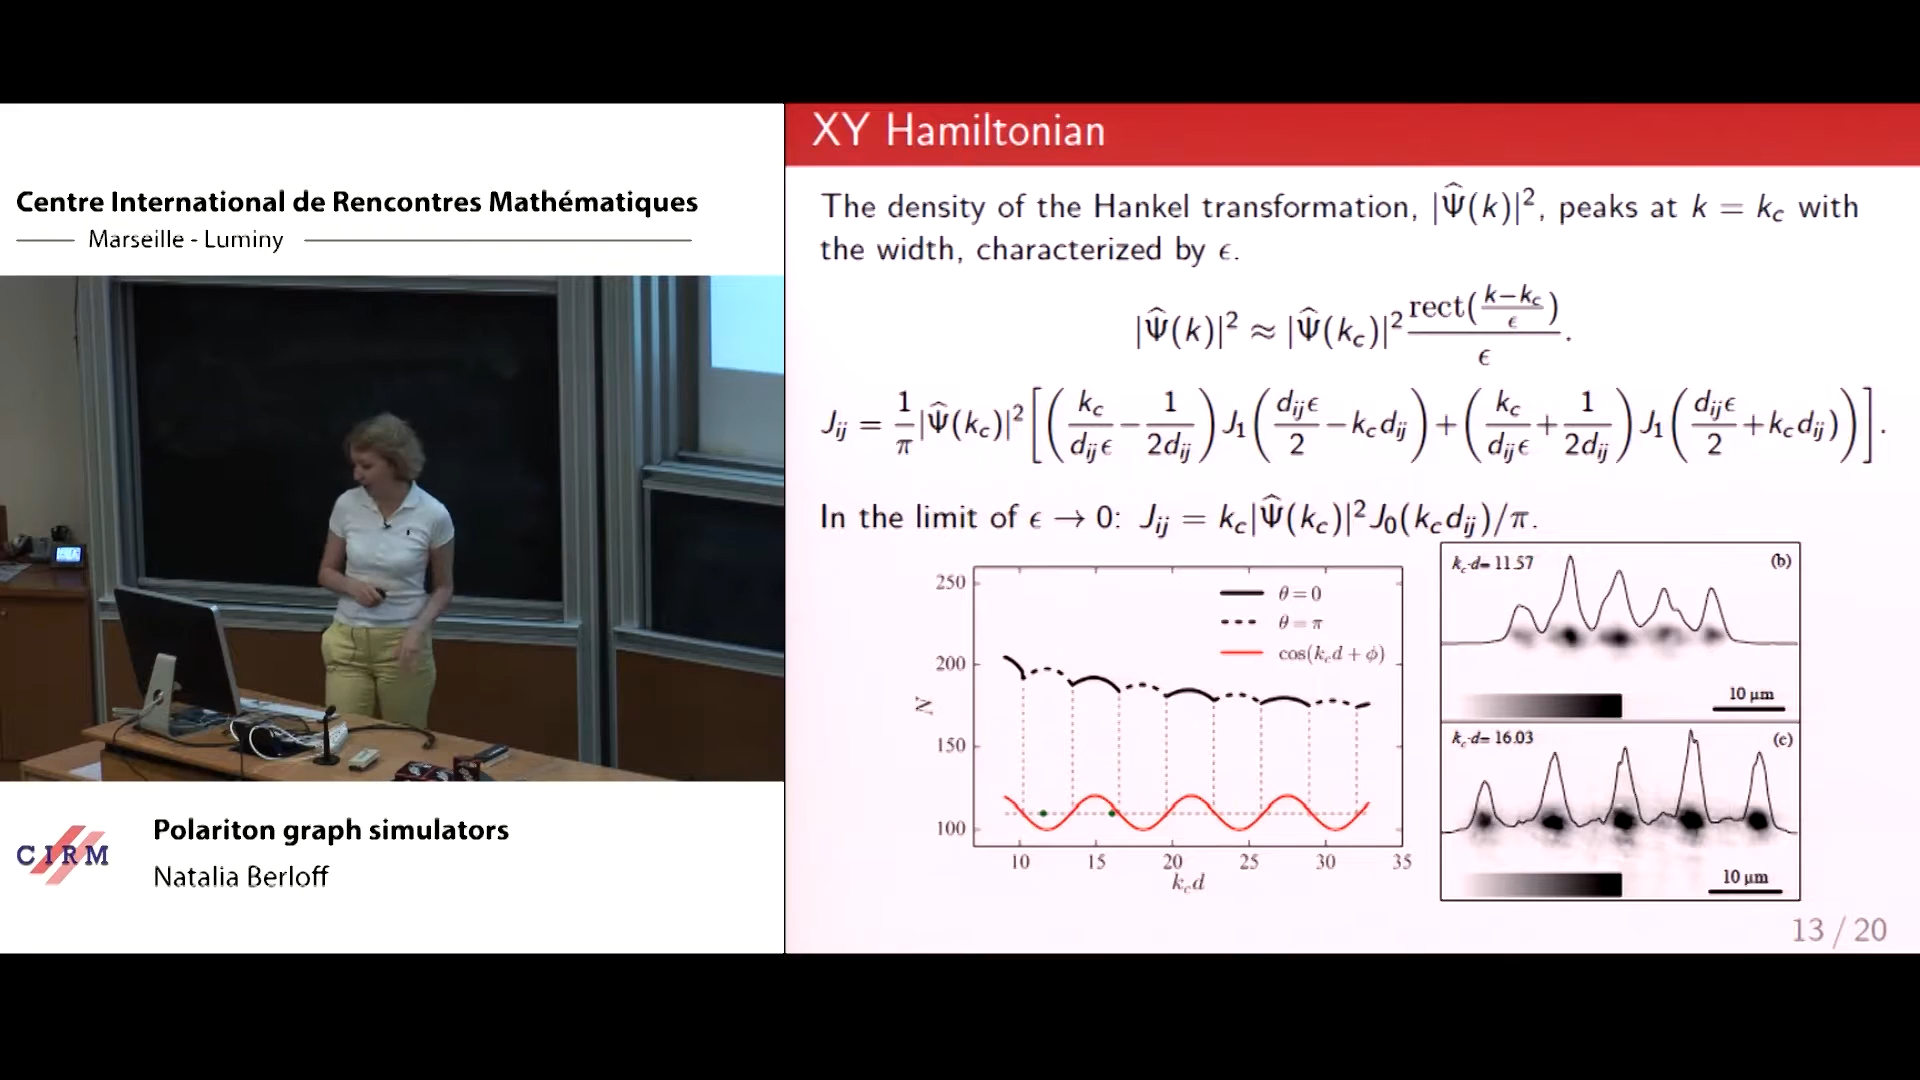 Centre International de Rencontres Mathématiques
Marseille - Luminy
CIRM
Polariton graph simulators
Natalia Berloff
XY Hamiltonian
The density of the Hankel transformation, |Ψ̂(k)|², peaks at k = k_c with
the width, characterized by ϵ.
|Ψ̂(k)|² ≈ |Ψ̂(k_c)|² rect((k−k_c)/ϵ)/ϵ.
J_ij = 1/π |Ψ̂(k_c)|² [(k_c/(d_ij ϵ) − 1/(2d_ij)) J_1(d_ij ϵ/2 − k_c d_ij) + (k_c/(d_ij ϵ) + 1/(2d_ij)) J_1(d_ij ϵ/2 + k_c d_ij))].
In the limit of ϵ → 0: J_ij = k_c|Ψ̂(k_c)|² J_0(k_c d_ij)/π.
250
200
150
100
N
θ = 0
θ = π
cos(k_c d + ϕ)
10 15 20 25 30 35
k_c d
k_c·d= 11.57 (b)
10 µm
k_c·d= 16.03 (c)
10 µm
13 / 20